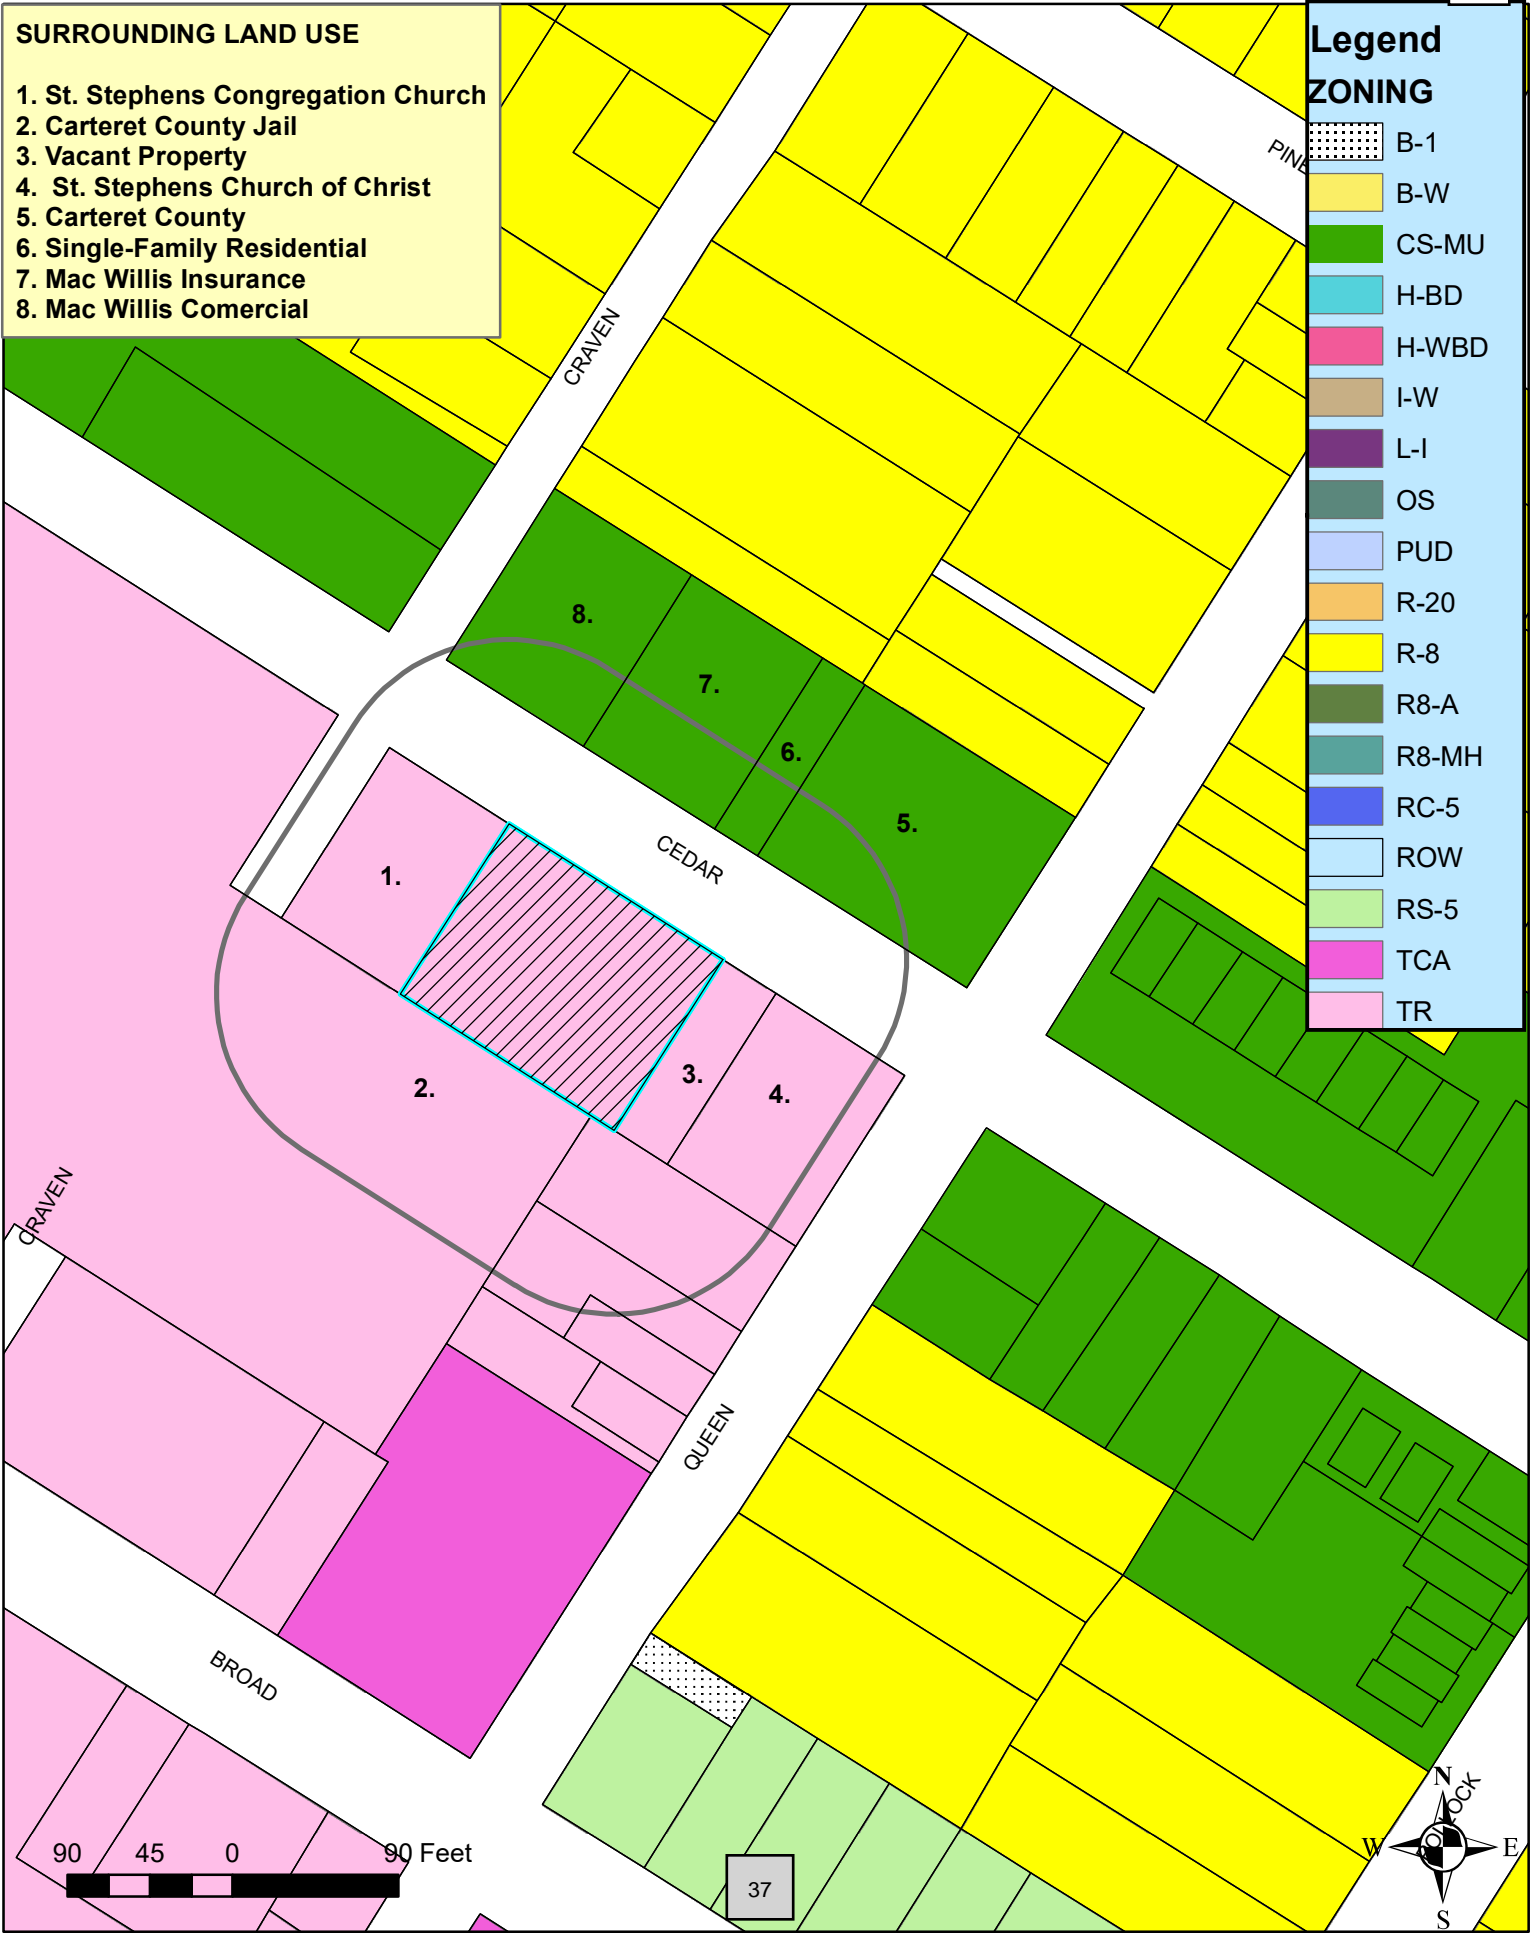 SURROUNDING LAND USE
1. St. Stephens Congregation Church
2. Carteret County Jail
3. Vacant Property
4. St. Stephens Church of Christ
5. Carteret County
6. Single-Family Residential
7. Mac Willis Insurance
8. Mac Willis Comercial
Legend
ZONING
B-1
B-W
CS-MU
H-BD
H-WBD
I-W
L-I
OS
PUD
R-20
R-8
R8-A
R8-MH
RC-5
ROW
RS-5
TCA
TR
PINE
CRAVEN
8.
7.
6.
5.
CEDAR
1.
2.
3.
4.
CRAVEN
QUEEN
BROAD
90 45 0 90 Feet
37
N
W E
S